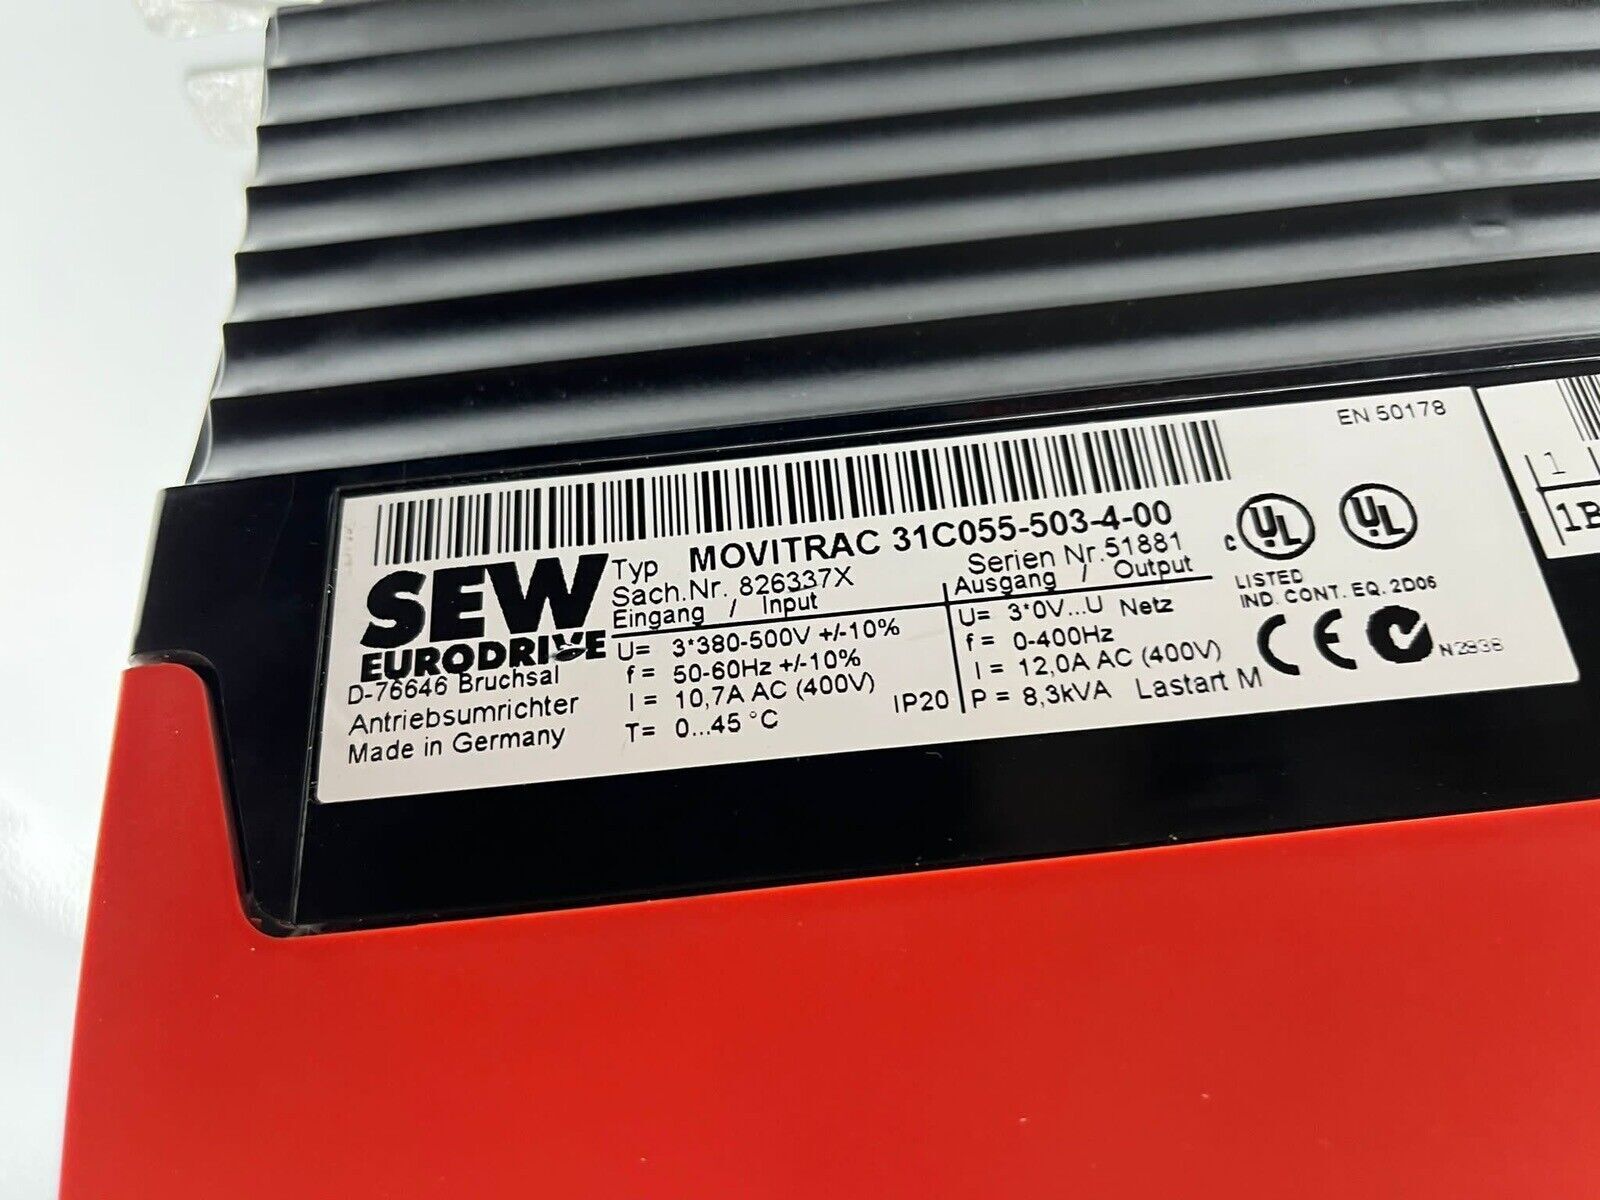 EN 50178
SEW
EURODRIVE
D-76646 Bruchsal
Antriebsumrichter
Made in Germany
Typ MOVITRAC 31C055-503-4-00
Sach.Nr. 826337X
Serien Nr. 51881
Eingang / Input
U= 3*380-500V +/-10%
f = 50-60Hz +/-10%
I = 10,7A AC (400V)
T= 0...45 °C
IP20
Ausgang / Output
U= 3*0V...U Netz
f = 0-400Hz
I = 12,0A AC (400V)
P = 8,3kVA Lastart M
c UL UL
LISTED
IND. CONT. EQ. 2D06
CE N2936
1
1B